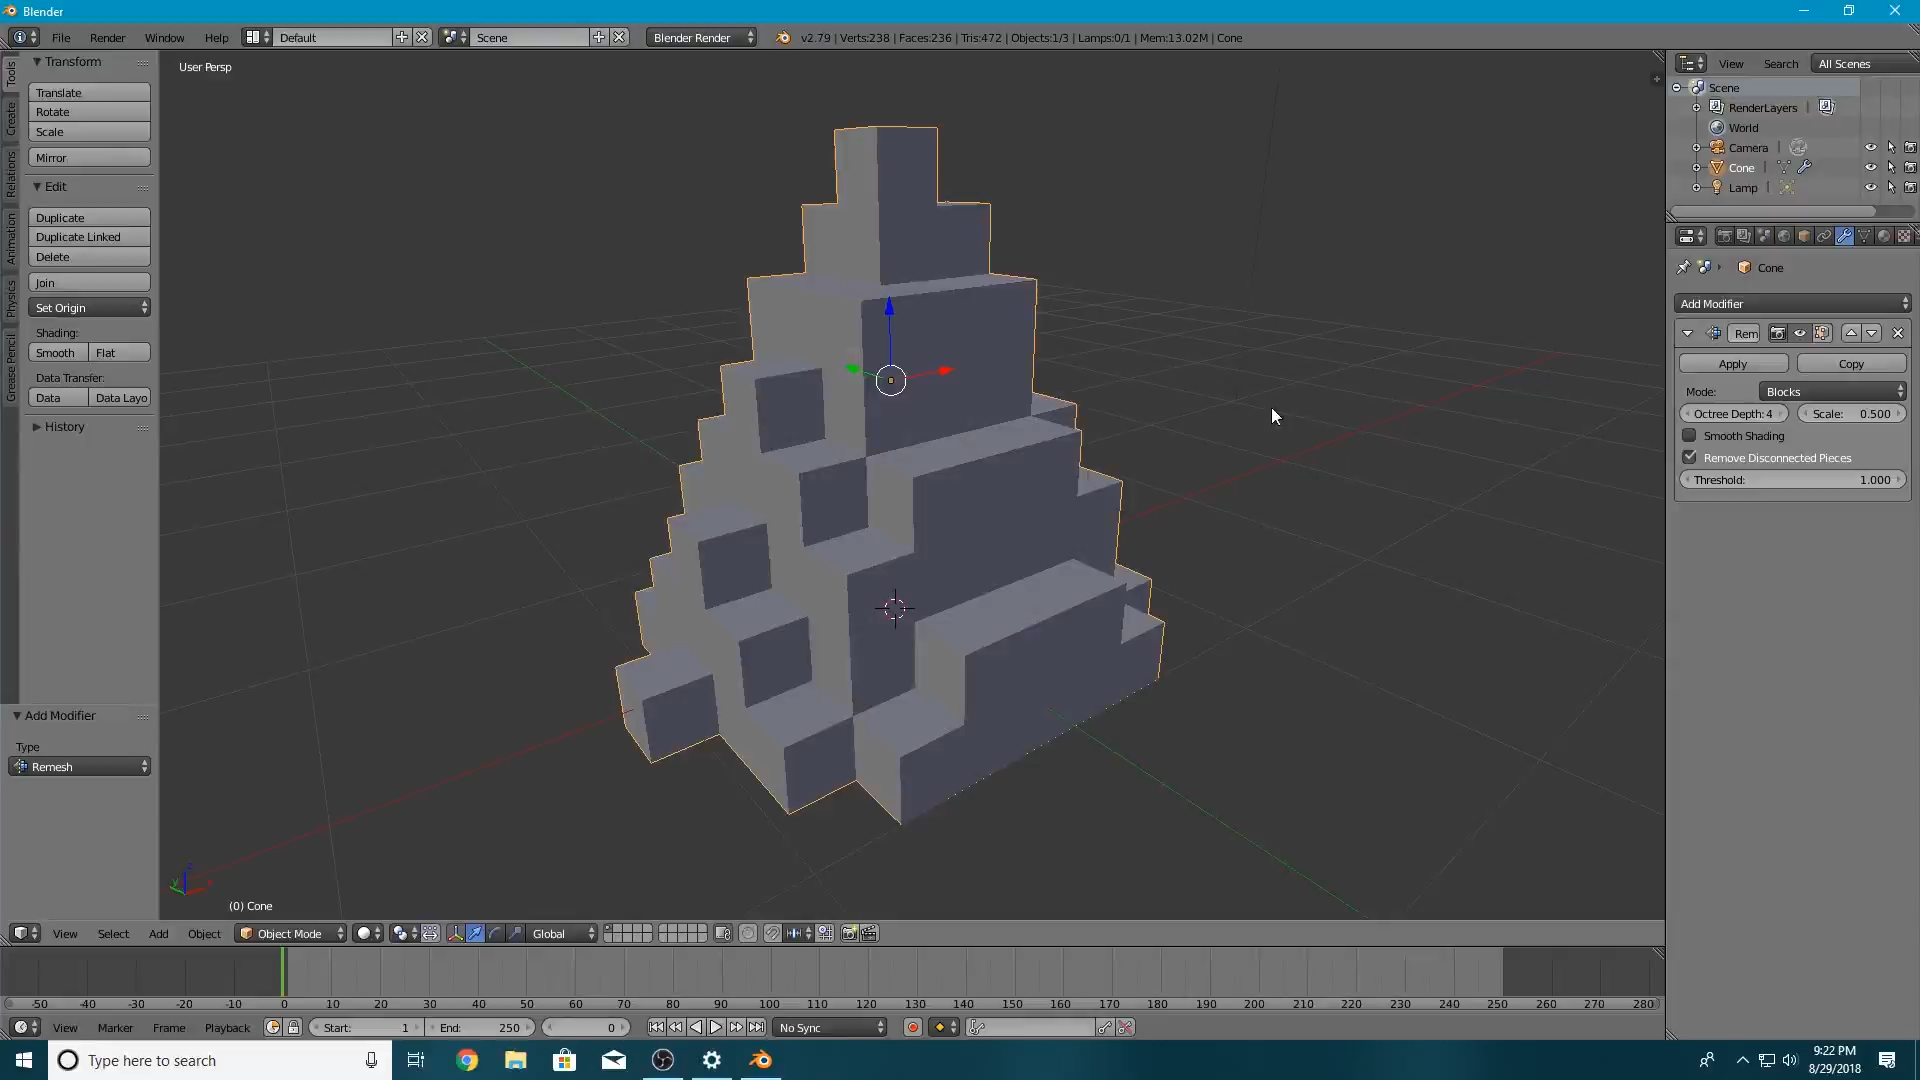 Blender
File Render Window Help Default Scene Blender Render v2.79 | Verts:238 | Faces:236 | Tris:472 | Objects:1/3 | Lamps:0/1 | Mem:13.02M | Cone
Tools
Create
Relations
Animation
Physics
Grease Pencil
Transform
Translate
Rotate
Scale
Mirror
Edit
Duplicate
Duplicate Linked
Delete
Join
Set Origin
Shading:
Smooth Flat
Data Transfer:
Data Data Layo
History
Add Modifier
Type
Remesh
User Persp
(0) Cone
View Search All Scenes
Scene
RenderLayers
World
Camera
Cone
Lamp
Cone
Add Modifier
Rem
Apply Copy
Mode: Blocks
Octree Depth: 4 Scale: 0.500
Smooth Shading
Remove Disconnected Pieces
Threshold: 1.000
View Select Add Object Object Mode Global
-50 -40 -30 -20 -10 0 10 20 30 40 50 60 70 80 90 100 110 120 130 140 150 160 170 180 190 200 210 220 230 240 250 260 270 280
View Marker Frame Playback Start: 1 End: 250 0 No Sync
Type here to search
9:22 PM
8/29/2018